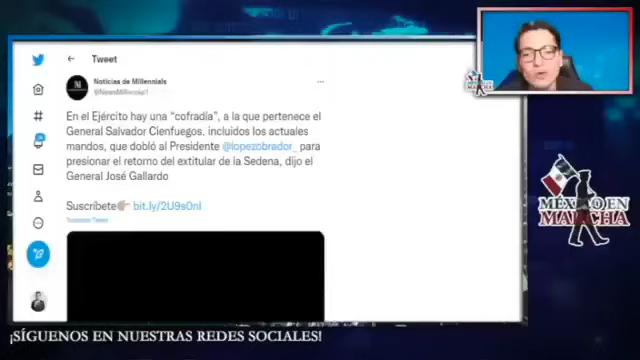 Tweet
Noticias de Millennials
En el Ejército hay una “cofradía”, a la que pertenece el
General Salvador Cienfuegos, incluidos los actuales
mandos, que dobló al Presidente @lopezobrador_ para
presionar el retorno del extitular de la Sedena, dijo el
General José Gallardo
Suscríbete bit.ly/2U9s0nI
MÉXICO EN
MARCHA
¡SÍGUENOS EN NUESTRAS REDES SOCIALES!